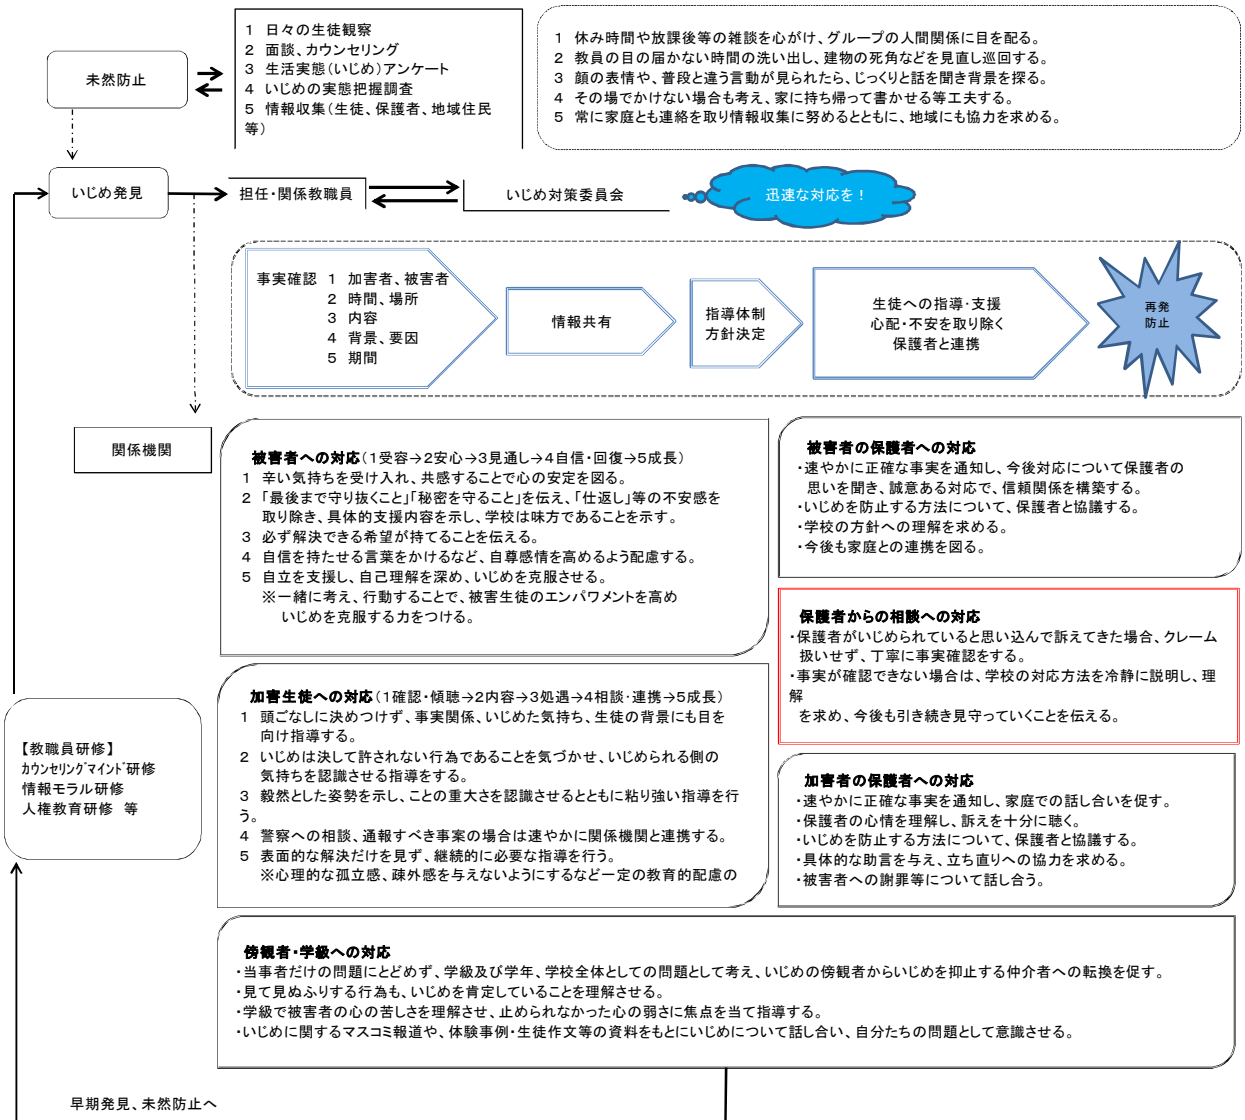 未然防止
1 日々の生徒観察
2 面談、カウンセリング
3 生活実態(いじめ)アンケート
4 いじめの実態把握調査
5 情報収集(生徒、保護者、地域住民
等)
1 休み時間や放課後等の雑談を心がけ、グループの人間関係に目を配る。
2 教員の目の届かない時間の洗い出し、建物の死角などを見直し巡回する。
3 顔の表情や、普段と違う言動が見られたら、じっくりと話を聞き背景を探る。
4 その場でかけない場合も考え、家に持ち帰って書かせる等工夫する。
5 常に家庭とも連絡を取り情報収集に努めるとともに、地域にも協力を求める。
いじめ発見
担任・関係教職員
いじめ対策委員会
迅速な対応を!
事実確認 1 加害者、被害者
2 時間、場所
3 内容
4 背景、要因
5 期間
情報共有
指導体制
方針決定
生徒への指導・支援
心配・不安を取り除く
保護者と連携
再発
防止
関係機関
被害者への対応(1受容→2安心→3見通し→4自信・回復→5成長)
1 辛い気持ちを受け入れ、共感することで心の安定を図る。
2 「最後まで守り抜くこと」「秘密を守ること」を伝え、「仕返し」等の不安感を
取り除き、具体的支援内容を示し、学校は味方であることを示す。
3 必ず解決できる希望が持てることを伝える。
4 自信を持たせる言葉をかけるなど、自尊感情を高めるよう配慮する。
5 自立を支援し、自己理解を深め、いじめを克服させる。
※一緒に考え、行動することで、被害生徒のエンパワメントを高め
いじめを克服する力をつける。
被害者の保護者への対応
・速やかに正確な事実を通知し、今後対応について保護者の
思いを聞き、誠意ある対応で、信頼関係を構築する。
・いじめを防止する方法について、保護者と協議する。
・学校の方針への理解を求める。
・今後も家庭との連携を図る。
保護者からの相談への対応
・保護者がいじめられていると思い込んで訴えてきた場合、クレーム
扱いせず、丁寧に事実確認をする。
・事実が確認できない場合は、学校の対応方法を冷静に説明し、理
解
を求め、今後も引き続き見守っていくことを伝える。
加害生徒への対応(1確認・傾聴→2内容→3処遇→4相談・連携→5成長)
1 頭ごなしに決めつけず、事実関係、いじめた気持ち、生徒の背景にも目を
向け指導する。
2 いじめは決して許されない行為であることを気づかせ、いじめられる側の
気持ちを認識させる指導をする。
3 毅然とした姿勢を示し、ことの重大さを認識させるとともに粘り強い指導を行
う。
4 警察への相談、通報すべき事案の場合は速やかに関係機関と連携する。
5 表面的な解決だけを見ず、継続的に必要な指導を行う。
※心理的な孤立感、疎外感を与えないようにするなど一定の教育的配慮の
加害者の保護者への対応
・速やかに正確な事実を通知し、家庭での話し合いを促す。
・保護者の心情を理解し、訴えを十分に聴く。
・いじめを防止する方法について、保護者と協議する。
・具体的な助言を与え、立ち直りへの協力を求める。
・被害者への謝罪等について話し合う。
【教職員研修】
カウンセリングマインド研修
情報モラル研修
人権教育研修 等
傍観者・学級への対応
・当事者だけの問題にとどめず、学級及び学年、学校全体としての問題として考え、いじめの傍観者からいじめを抑止する仲介者への転換を促す。
・見て見ぬふりする行為も、いじめを肯定していることを理解させる。
・学級で被害者の心の苦しさを理解させ、止められなかった心の弱さに焦点を当て指導する。
・いじめに関するマスコミ報道や、体験事例・生徒作文等の資料をもとにいじめについて話し合い、自分たちの問題として意識させる。
早期発見、未然防止へ